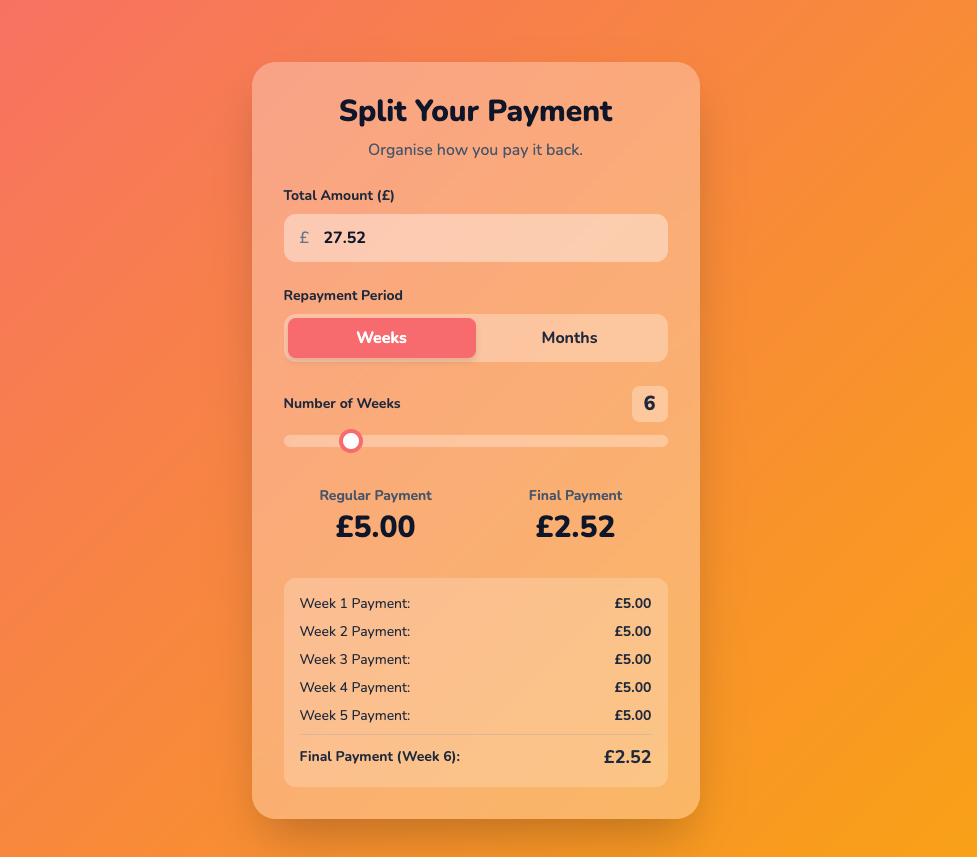 Split Your Payment
Organise how you pay it back.
Total Amount (£)
£ 27.52
Repayment Period
Weeks Months
Number of Weeks 6
Regular Payment Final Payment
£5.00 £2.52
Week 1 Payment: £5.00
Week 2 Payment: £5.00
Week 3 Payment: £5.00
Week 4 Payment: £5.00
Week 5 Payment: £5.00
Final Payment (Week 6): £2.52